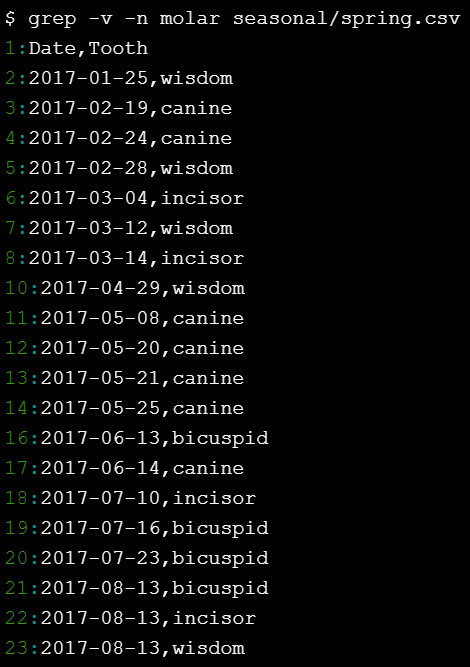 $ grep -v -n molar seasonal/spring.csv
1:Date,Tooth
2:2017-01-25,wisdom
3:2017-02-19,canine
4:2017-02-24,canine
5:2017-02-28,wisdom
6:2017-03-04,incisor
7:2017-03-12,wisdom
8:2017-03-14,incisor
10:2017-04-29,wisdom
11:2017-05-08,canine
12:2017-05-20,canine
13:2017-05-21,canine
14:2017-05-25,canine
16:2017-06-13,bicuspid
17:2017-06-14,canine
18:2017-07-10,incisor
19:2017-07-16,bicuspid
20:2017-07-23,bicuspid
21:2017-08-13,bicuspid
22:2017-08-13,incisor
23:2017-08-13,wisdom